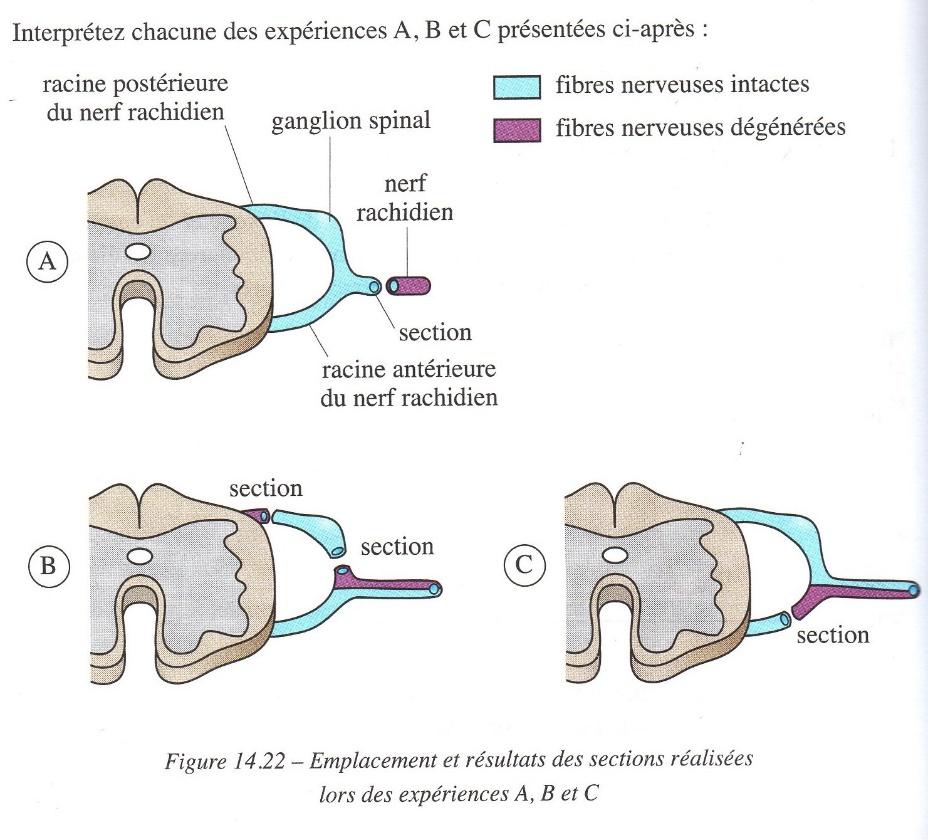 Interprétez chacune des expériences A, B et C présentées ci-après :
racine postérieure
du nerf rachidien
ganglion spinal
fibres nerveuses intactes
fibres nerveuses dégénérées
nerf
rachidien
A
section
racine antérieure
du nerf rachidien
section
B
section
C
section
Figure 14.22 – Emplacement et résultats des sections réalisées
lors des expériences A, B et C